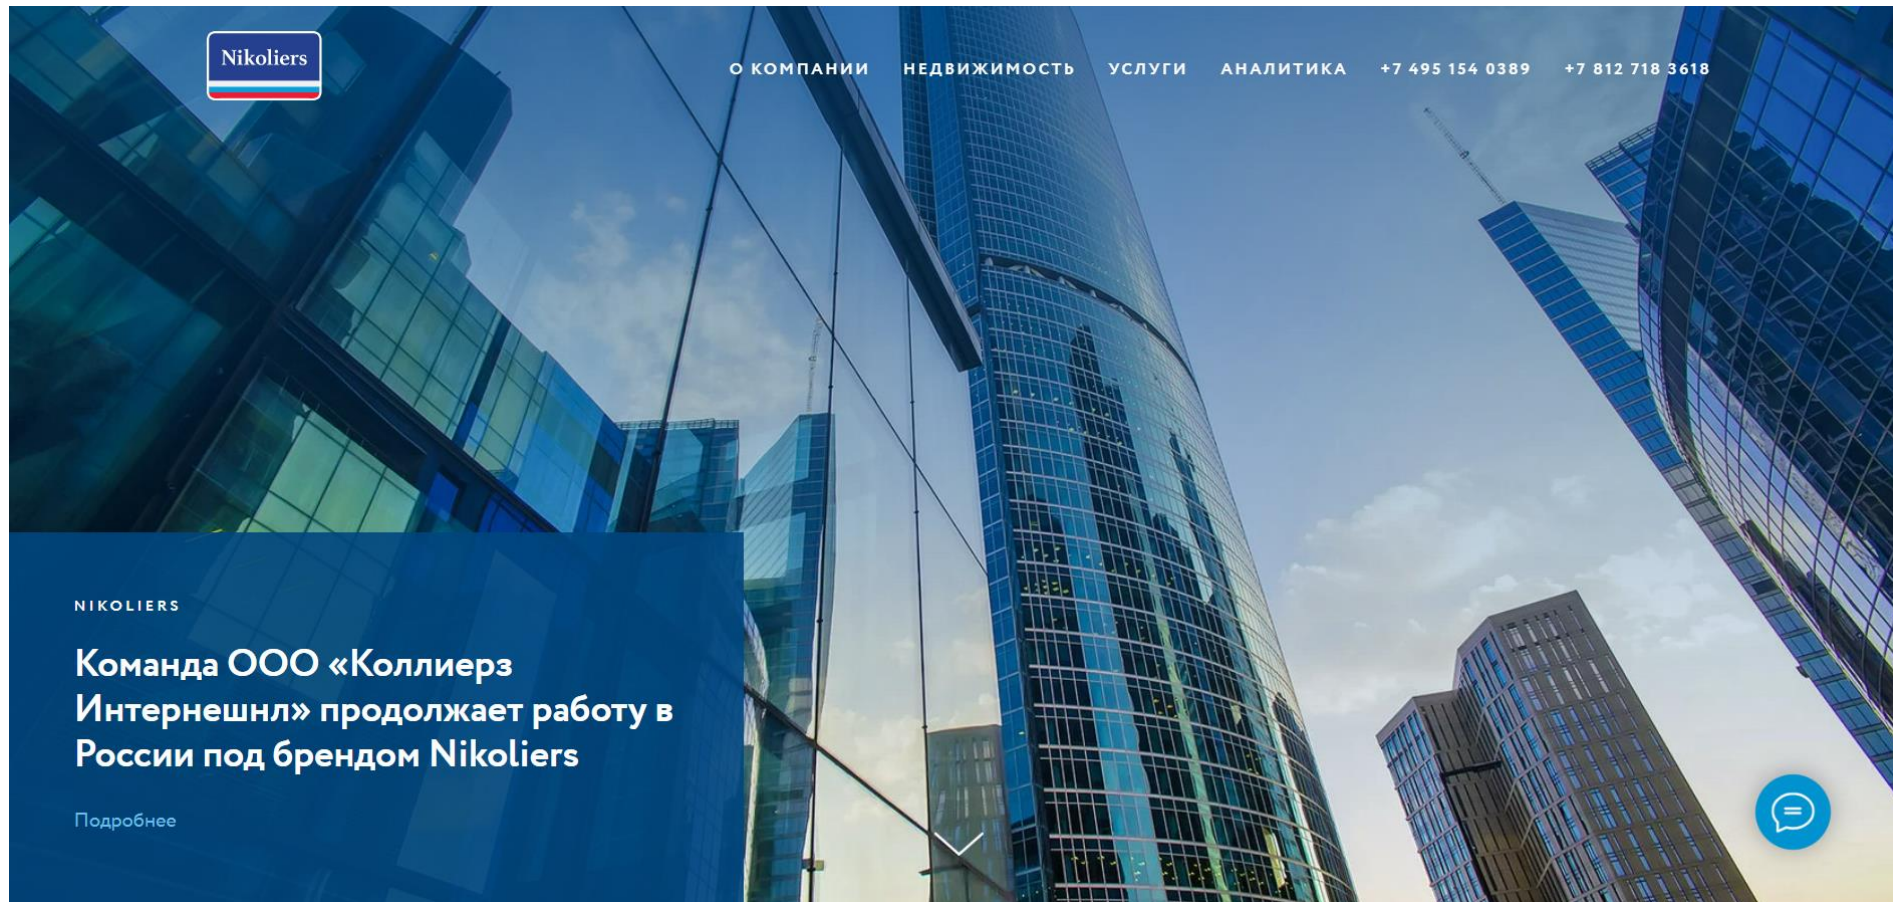 Nikoliers
О КОМПАНИИ НЕДВИЖИМОСТЬ УСЛУГИ АНАЛИТИКА +7 495 154 0389 +7 812 718 3618
NIKOLIERS
Команда ООО «Коллиерз
Интернешнл» продолжает работу в
России под брендом Nikoliers
Подробнее